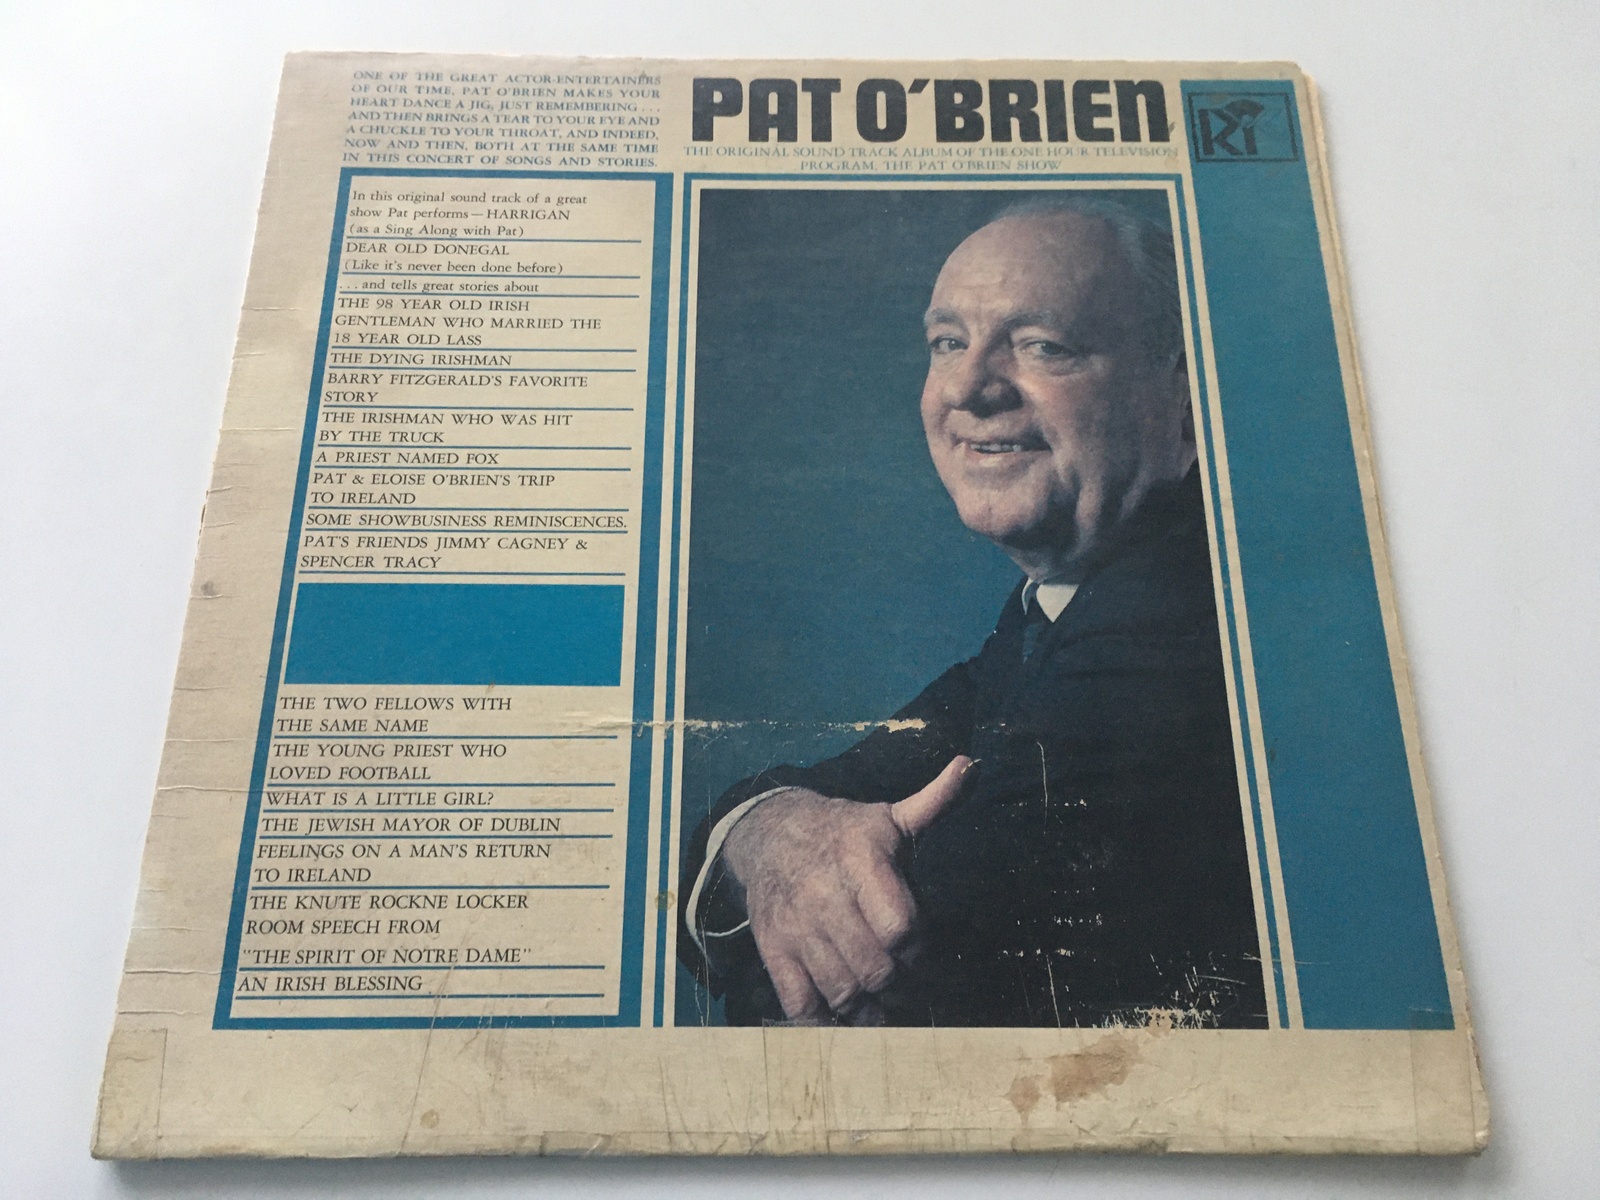 ONE OF THE GREAT ACTOR-ENTERTAINERS
OF OUR TIME, PAT O'BRIEN MAKES YOUR
HEART DANCE A JIG, JUST REMEMBERING . . .
AND THEN BRINGS A TEAR TO YOUR EYE AND
A CHUCKLE TO YOUR THROAT, AND INDEED,
NOW AND THEN, BOTH AT THE SAME TIME
IN THIS CONCERT OF SONGS AND STORIES.
PAT O'BRIEN
THE ORIGINAL SOUND TRACK ALBUM OF THE ONE HOUR TELEVISION
PROGRAM, THE PAT O'BRIEN SHOW
Ri
In this original sound track of a great
show Pat performs — HARRIGAN
(as a Sing Along with Pat)
DEAR OLD DONEGAL
(Like it's never been done before)
. . . and tells great stories about
THE 98 YEAR OLD IRISH
GENTLEMAN WHO MARRIED THE
18 YEAR OLD LASS
THE DYING IRISHMAN
BARRY FITZGERALD'S FAVORITE
STORY
THE IRISHMAN WHO WAS HIT
BY THE TRUCK
A PRIEST NAMED FOX
PAT & ELOISE O'BRIEN'S TRIP
TO IRELAND
SOME SHOWBUSINESS REMINISCENCES.
PAT'S FRIENDS JIMMY CAGNEY &
SPENCER TRACY
THE TWO FELLOWS WITH
THE SAME NAME
THE YOUNG PRIEST WHO
LOVED FOOTBALL
WHAT IS A LITTLE GIRL?
THE JEWISH MAYOR OF DUBLIN
FEELINGS ON A MAN'S RETURN
TO IRELAND
THE KNUTE ROCKNE LOCKER
ROOM SPEECH FROM
"THE SPIRIT OF NOTRE DAME"
AN IRISH BLESSING